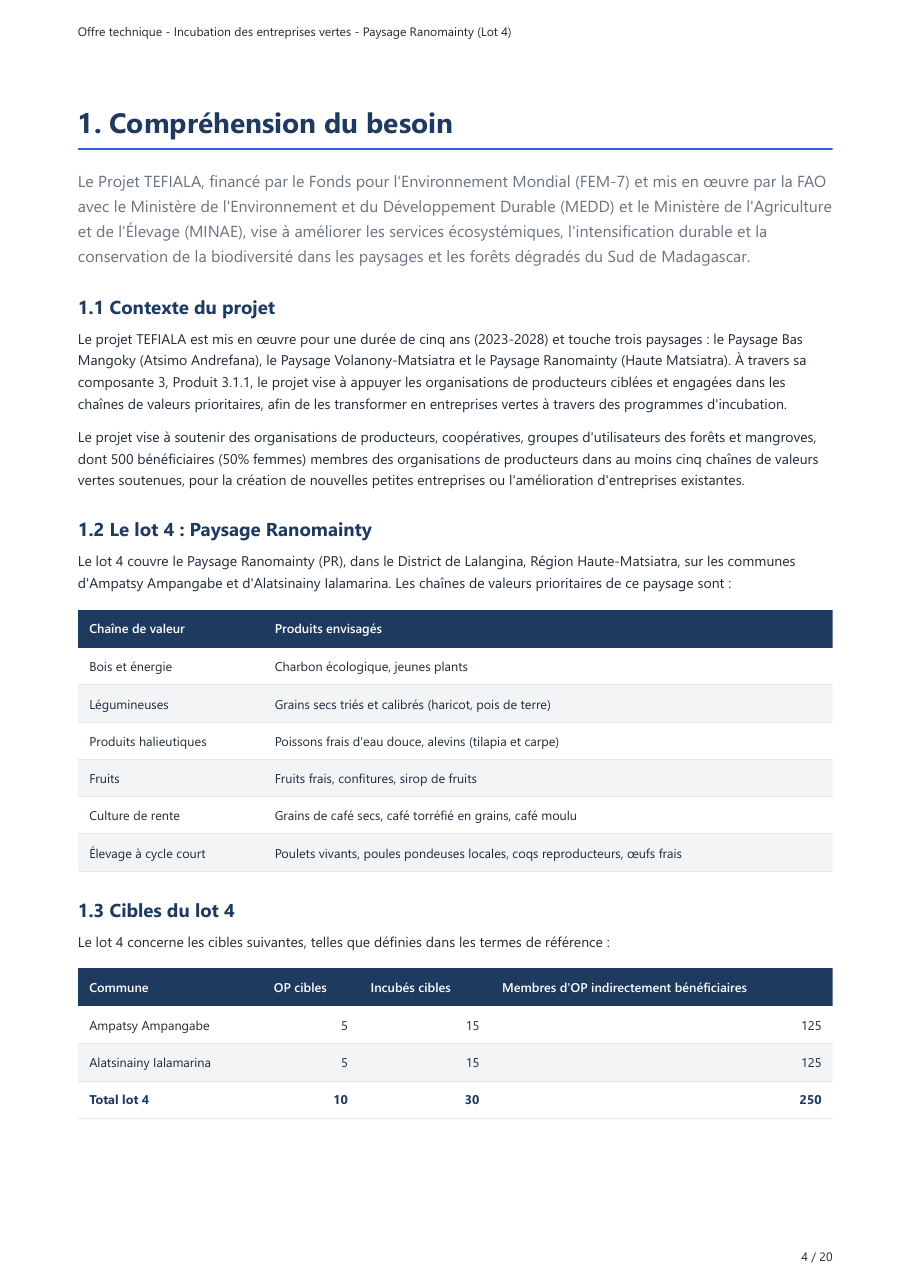 Offre technique - Incubation des entreprises vertes - Paysage Ranomainty (Lot 4)
1. Compréhension du besoin
Le Projet TEFIALA, financé par le Fonds pour l'Environnement Mondial (FEM-7) et mis en œuvre par la FAO
avec le Ministère de l'Environnement et du Développement Durable (MEDD) et le Ministère de l'Agriculture
et de l'Élevage (MINAE), vise à améliorer les services écosystémiques, l'intensification durable et la
conservation de la biodiversité dans les paysages et les forêts dégradés du Sud de Madagascar.
1.1 Contexte du projet
Le projet TEFIALA est mis en œuvre pour une durée de cinq ans (2023-2028) et touche trois paysages : le Paysage Bas
Mangoky (Atsimo Andrefana), le Paysage Volanony-Matsiatra et le Paysage Ranomainty (Haute Matsiatra). À travers sa
composante 3, Produit 3.1.1, le projet vise à appuyer les organisations de producteurs ciblées et engagées dans les
chaînes de valeurs prioritaires, afin de les transformer en entreprises vertes à travers des programmes d'incubation.
Le projet vise à soutenir des organisations de producteurs, coopératives, groupes d'utilisateurs des forêts et mangroves,
dont 500 bénéficiaires (50% femmes) membres des organisations de producteurs dans au moins cinq chaînes de valeurs
vertes soutenues, pour la création de nouvelles petites entreprises ou l'amélioration d'entreprises existantes.
1.2 Le lot 4 : Paysage Ranomainty
Le lot 4 couvre le Paysage Ranomainty (PR), dans le District de Lalangina, Région Haute-Matsiatra, sur les communes
d'Ampatsy Ampangabe et d'Alatsinainy Ialamarina. Les chaînes de valeurs prioritaires de ce paysage sont :
Chaîne de valeur Produits envisagés
Bois et énergie Charbon écologique, jeunes plants
Légumineuses Grains secs triés et calibrés (haricot, pois de terre)
Produits halieutiques Poissons frais d'eau douce, alevins (tilapia et carpe)
Fruits Fruits frais, confitures, sirop de fruits
Culture de rente Grains de café secs, café torréfié en grains, café moulu
Élevage à cycle court Poulets vivants, poules pondeuses locales, coqs reproducteurs, œufs frais
1.3 Cibles du lot 4
Le lot 4 concerne les cibles suivantes, telles que définies dans les termes de référence :
Commune OP cibles Incubés cibles Membres d'OP indirectement bénéficiaires
Ampatsy Ampangabe 5 15 125
Alatsinainy Ialamarina 5 15 125
Total lot 4 10 30 250
4 / 20